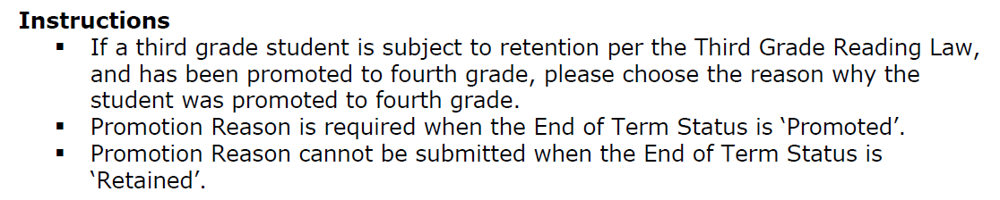 Instructions
▪ If a third grade student is subject to retention per the Third Grade Reading Law,
and has been promoted to fourth grade, please choose the reason why the
student was promoted to fourth grade.
▪ Promotion Reason is required when the End of Term Status is ‘Promoted’.
▪ Promotion Reason cannot be submitted when the End of Term Status is
‘Retained’.